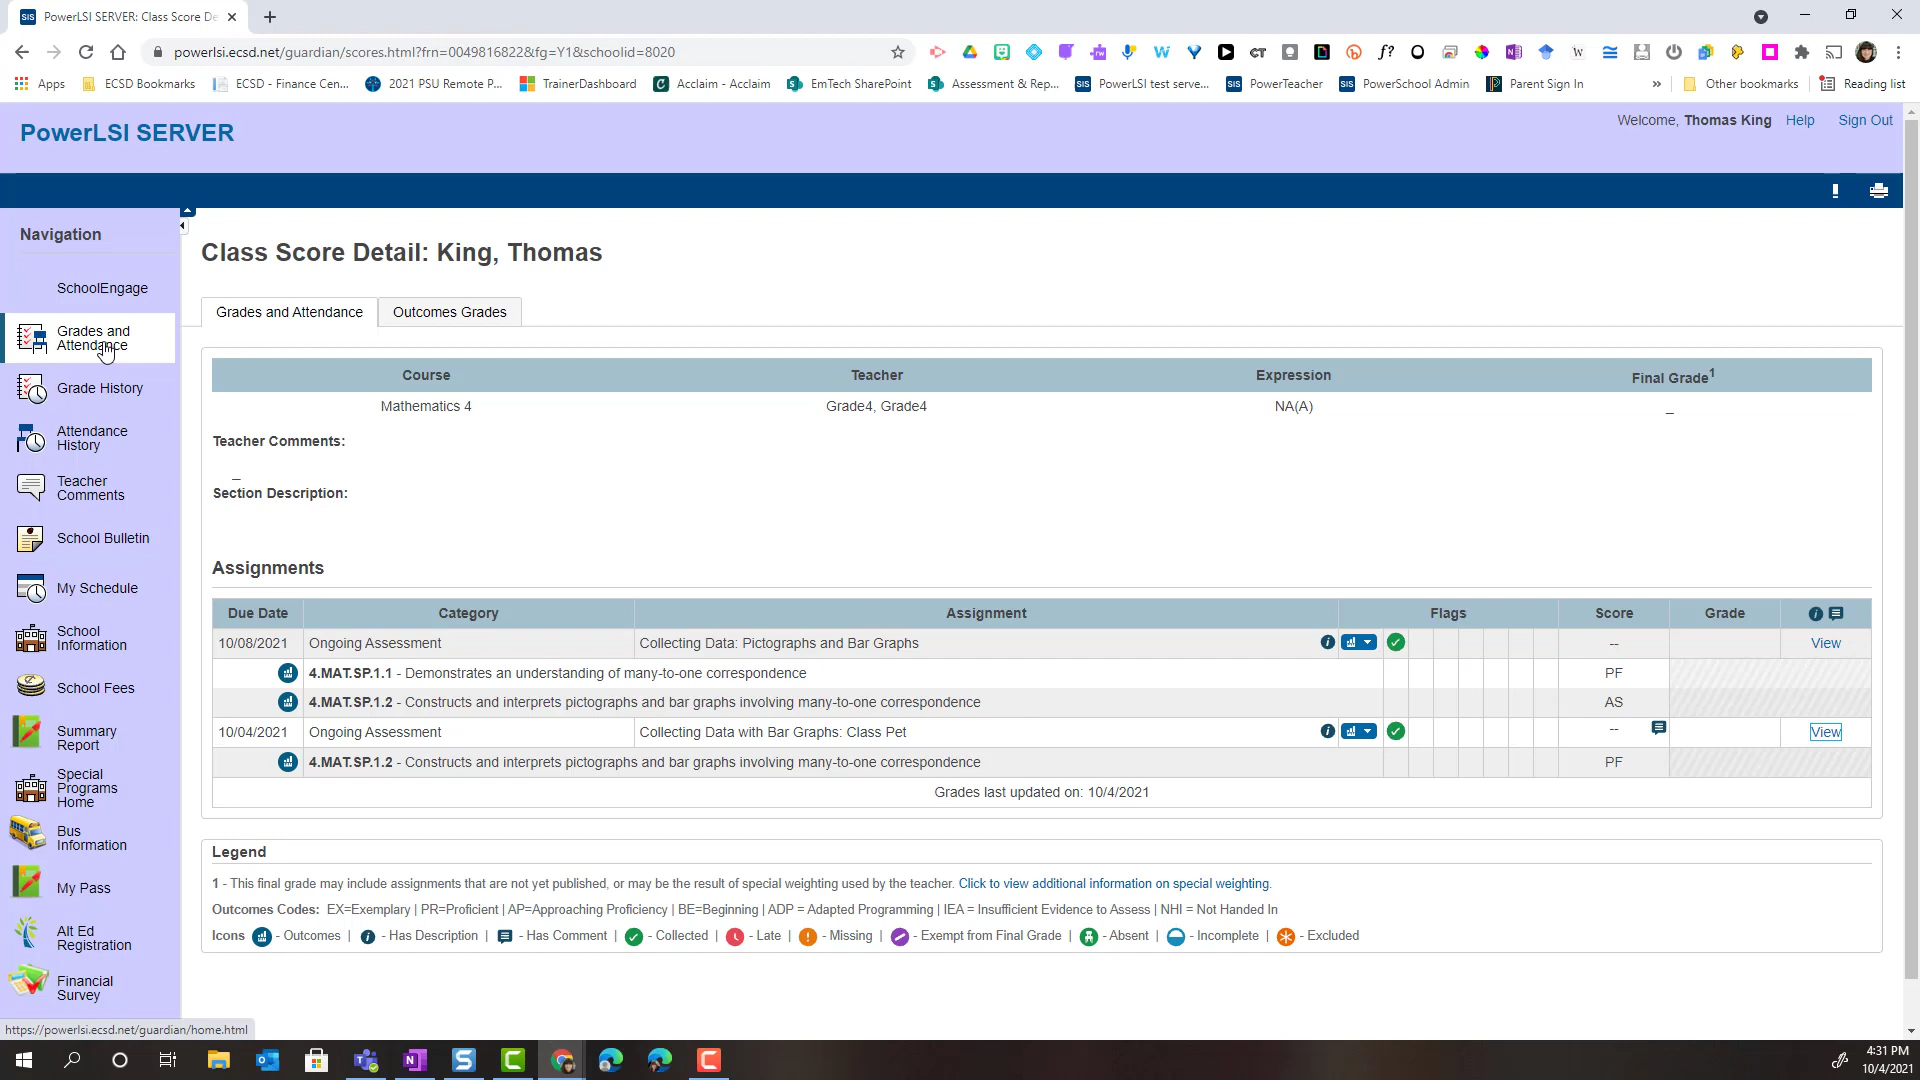 PowerLSI SERVER: Class Score De
powerlsi.ecsd.net/guardian/scores.html?frn=0049816822&fg=Y1&schoolid=8020
Apps ECSD Bookmarks ECSD - Finance Cen... 2021 PSU Remote P... TrainerDashboard Acclaim - Acclaim EmTech SharePoint Assessment & Rep... PowerLSI test serve... PowerTeacher PowerSchool Admin Parent Sign In » Other bookmarks Reading list
PowerLSI SERVER
Welcome, Thomas King Help Sign Out
Navigation
SchoolEngage
Grades and
Attendance
Grade History
Attendance
History
Teacher
Comments
School Bulletin
My Schedule
School
Information
School Fees
Summary
Report
Special
Programs
Home
Bus
Information
My Pass
Alt Ed
Registration
Financial
Survey
https://powerlsi.ecsd.net/guardian/home.html
Class Score Detail: King, Thomas
Grades and Attendance Outcomes Grades
Course Teacher Expression Final Grade1
Mathematics 4 Grade4, Grade4 NA(A) _
Teacher Comments:
_
Section Description:
Assignments
Due Date Category Assignment Flags Score Grade
10/08/2021 Ongoing Assessment Collecting Data: Pictographs and Bar Graphs -- View
4.MAT.SP.1.1 - Demonstrates an understanding of many-to-one correspondence PF
4.MAT.SP.1.2 - Constructs and interprets pictographs and bar graphs involving many-to-one correspondence AS
10/04/2021 Ongoing Assessment Collecting Data with Bar Graphs: Class Pet -- View
4.MAT.SP.1.2 - Constructs and interprets pictographs and bar graphs involving many-to-one correspondence PF
Grades last updated on: 10/4/2021
Legend
1 - This final grade may include assignments that are not yet published, or may be the result of special weighting used by the teacher. Click to view additional information on special weighting.
Outcomes Codes: EX=Exemplary | PR=Proficient | AP=Approaching Proficiency | BE=Beginning | ADP = Adapted Programming | IEA = Insufficient Evidence to Assess | NHI = Not Handed In
Icons - Outcomes | - Has Description | - Has Comment | - Collected | - Late | - Missing | - Exempt from Final Grade | - Absent | - Incomplete | - Excluded
4:31 PM
10/4/2021